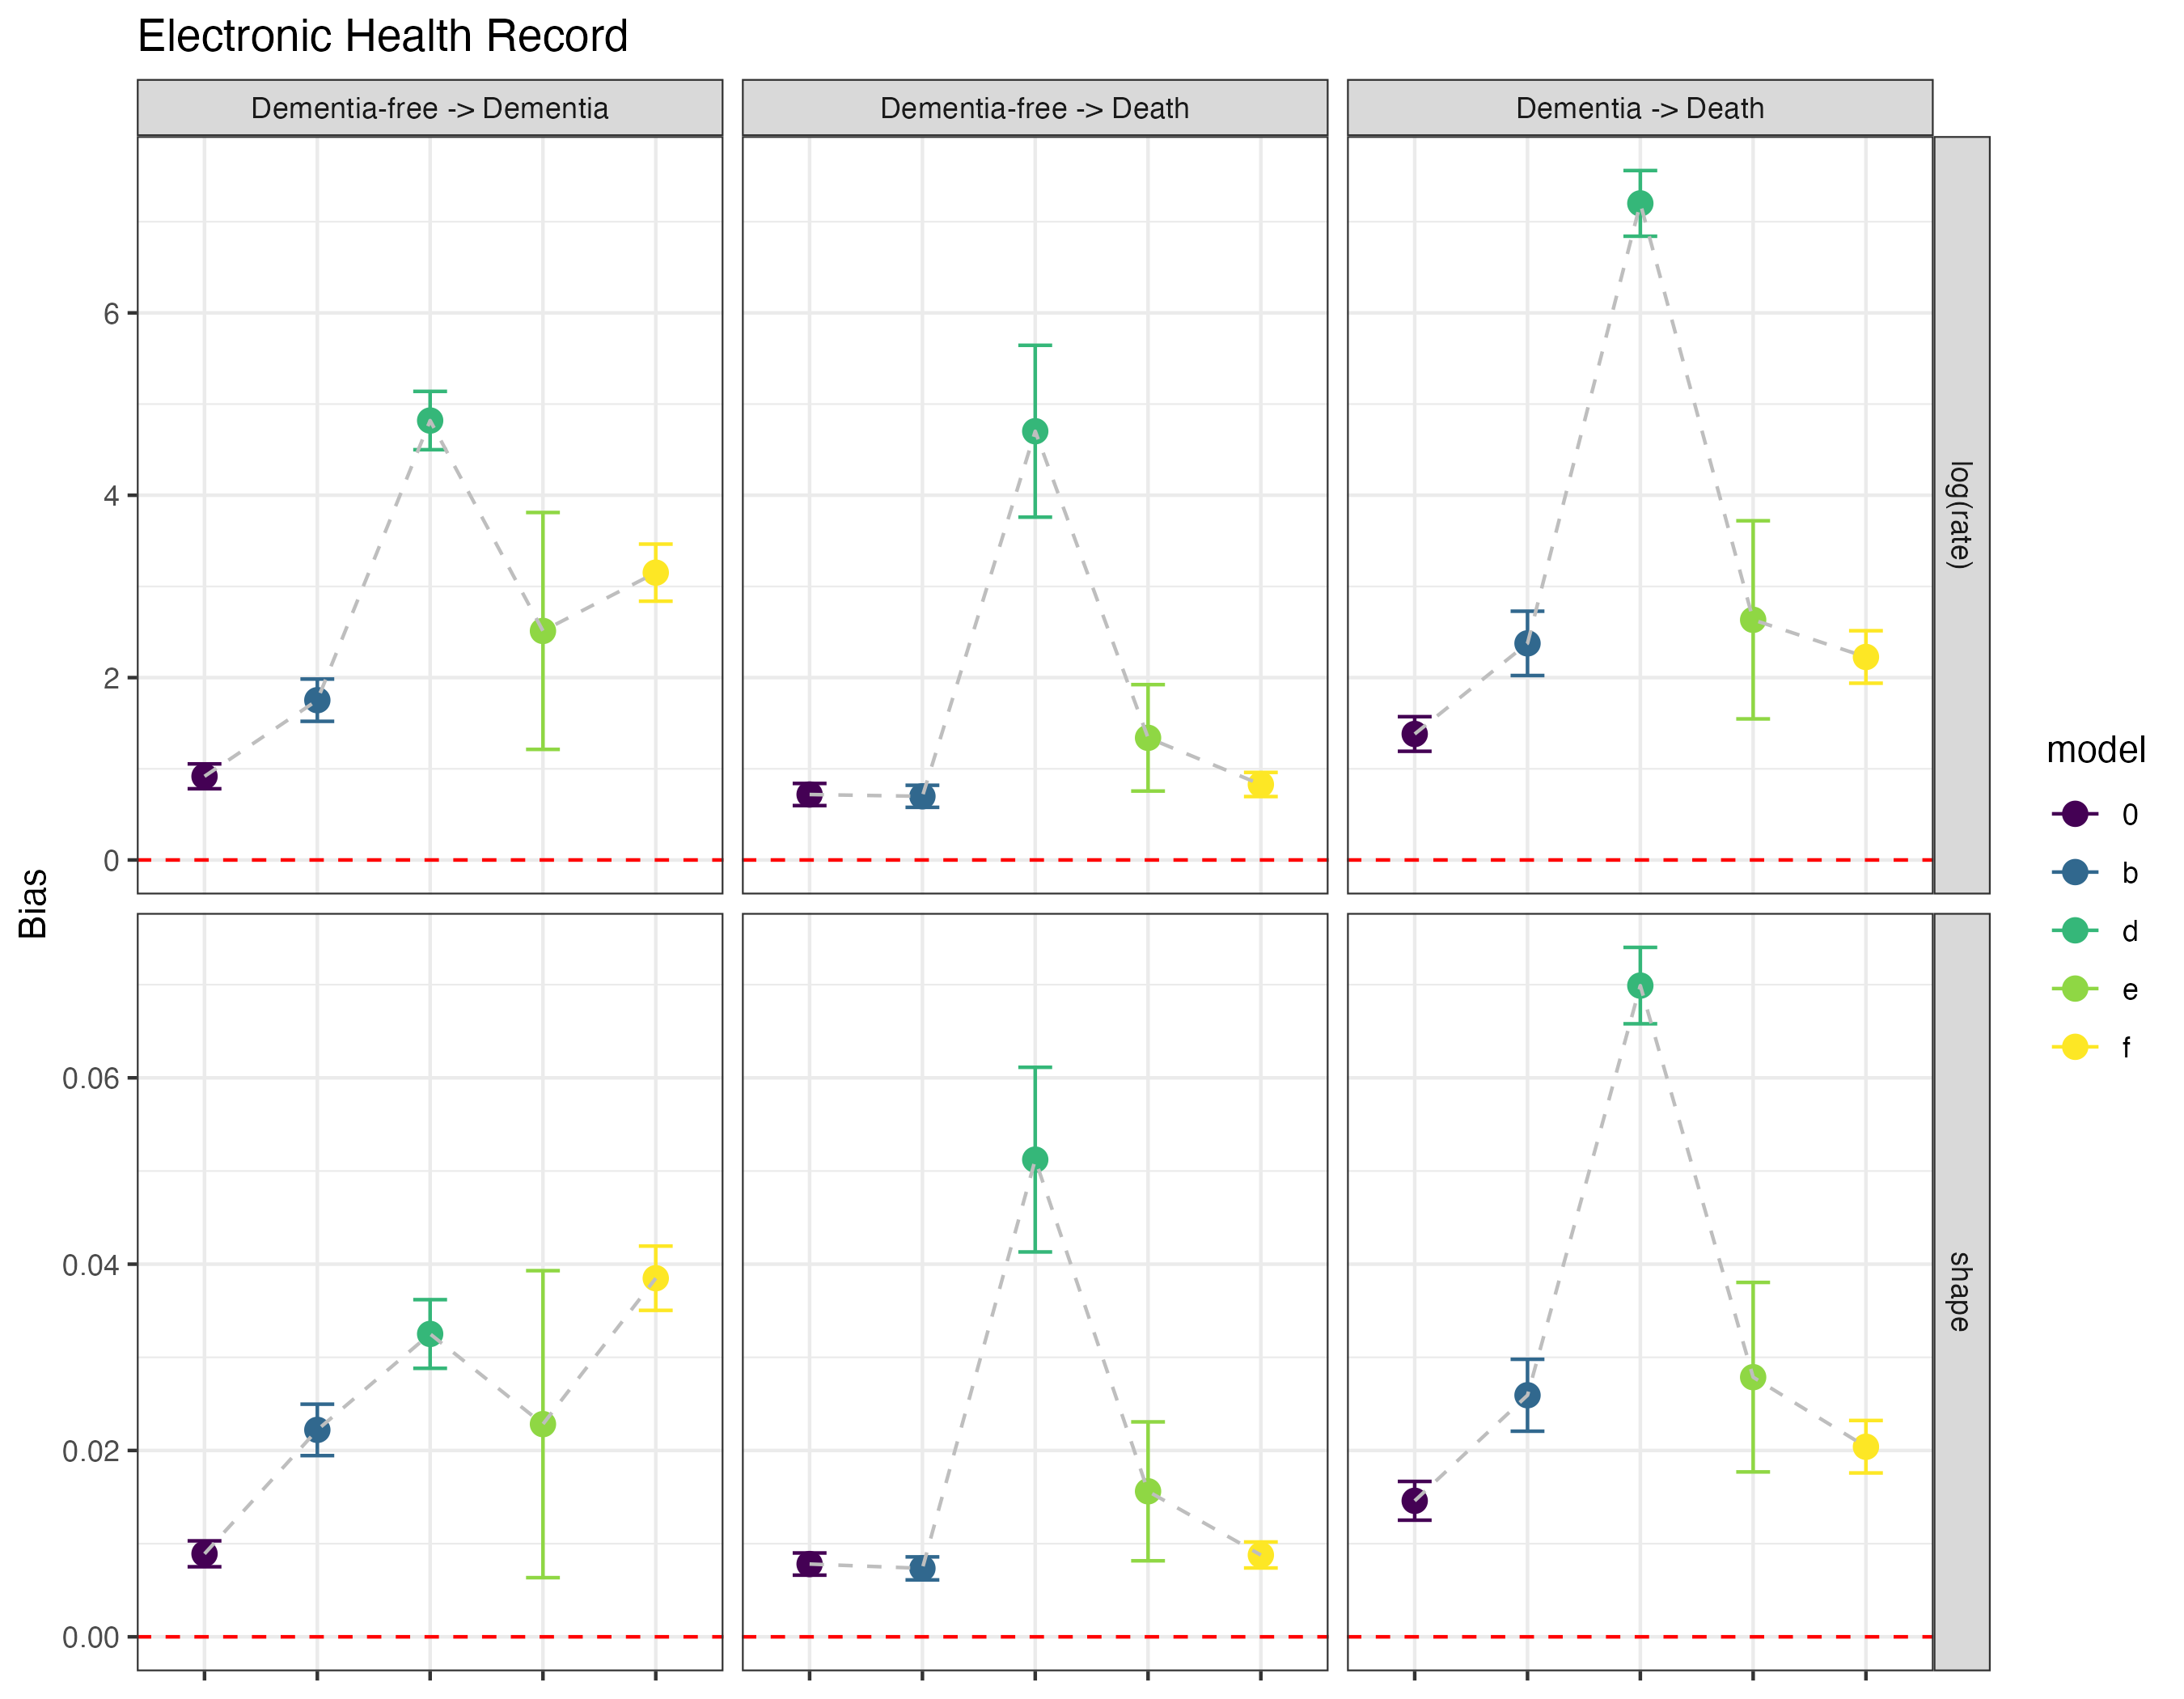 Electronic Health Record
Dementia-free -> Dementia
Dementia-free -> Death
Dementia -> Death
6
4
2
0
log(rate)
Bias
0.06
0.04
0.02
0.00
shape
model
0
b
d
e
f